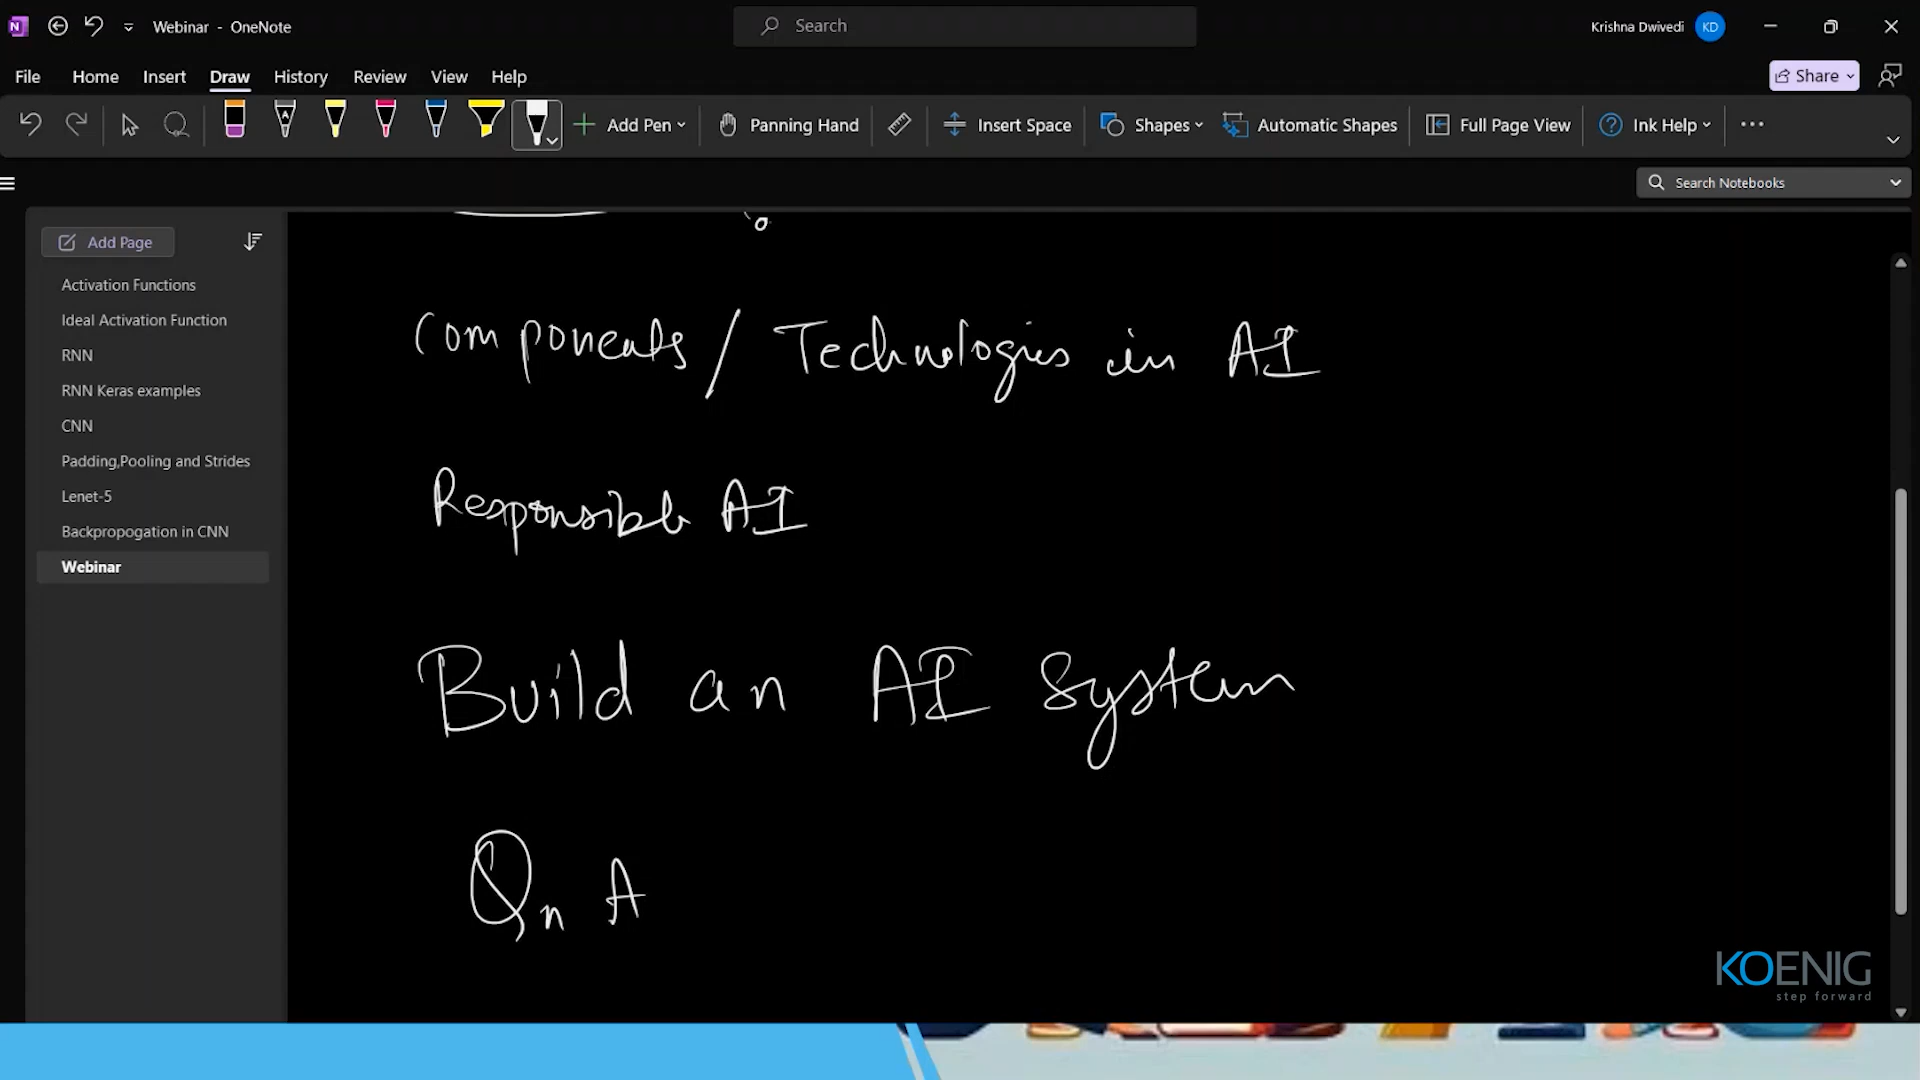 Webinar - OneNote
Search
Krishna Dwivedi KD
File Home Insert Draw History Review View Help
Share
Add Pen Panning Hand Insert Space Shapes Automatic Shapes Full Page View Ink Help
Search Notebooks
Add Page
Activation Functions
Ideal Activation Function
RNN
RNN Keras examples
CNN
Padding,Pooling and Strides
Lenet-5
Backpropogation in CNN
Webinar
Components / Technologies in AI
Responsible AI
Build an AI System
Q n A
KOENIG
step forward